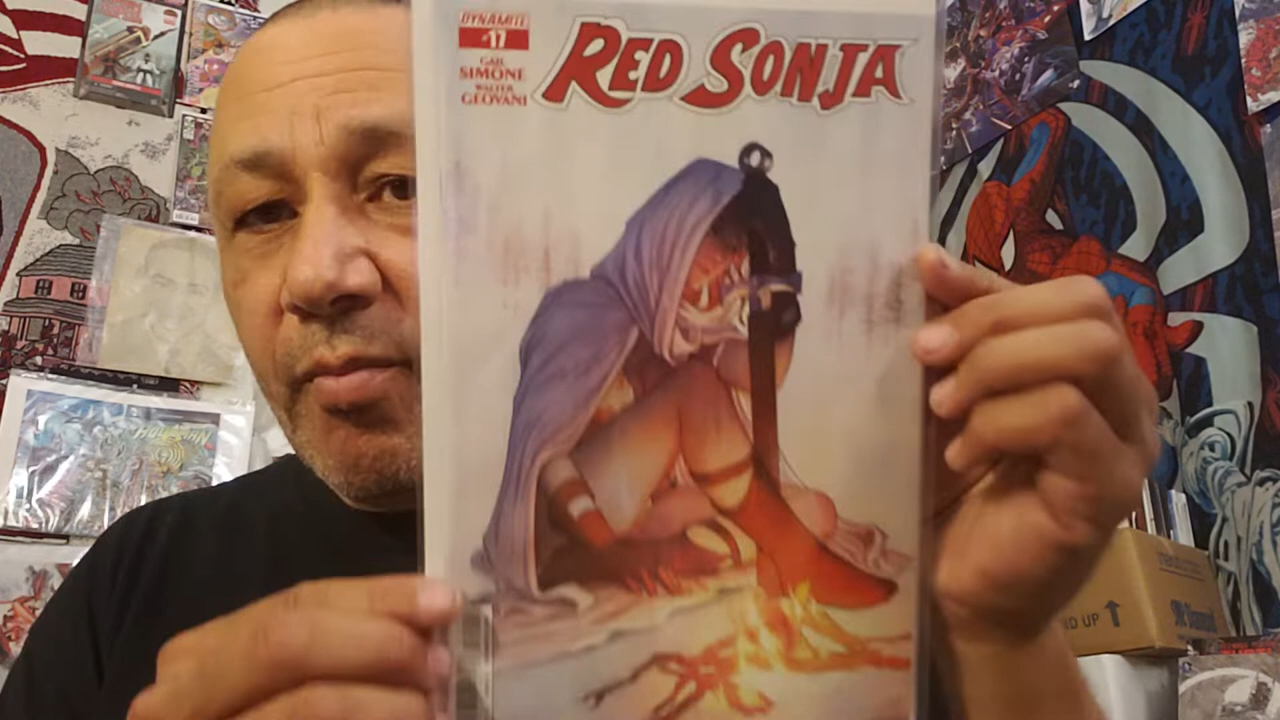 DYNAMITE
#17
GAIL
SIMONE
WALTER
GEOVANI
RED SONJA
ND UP